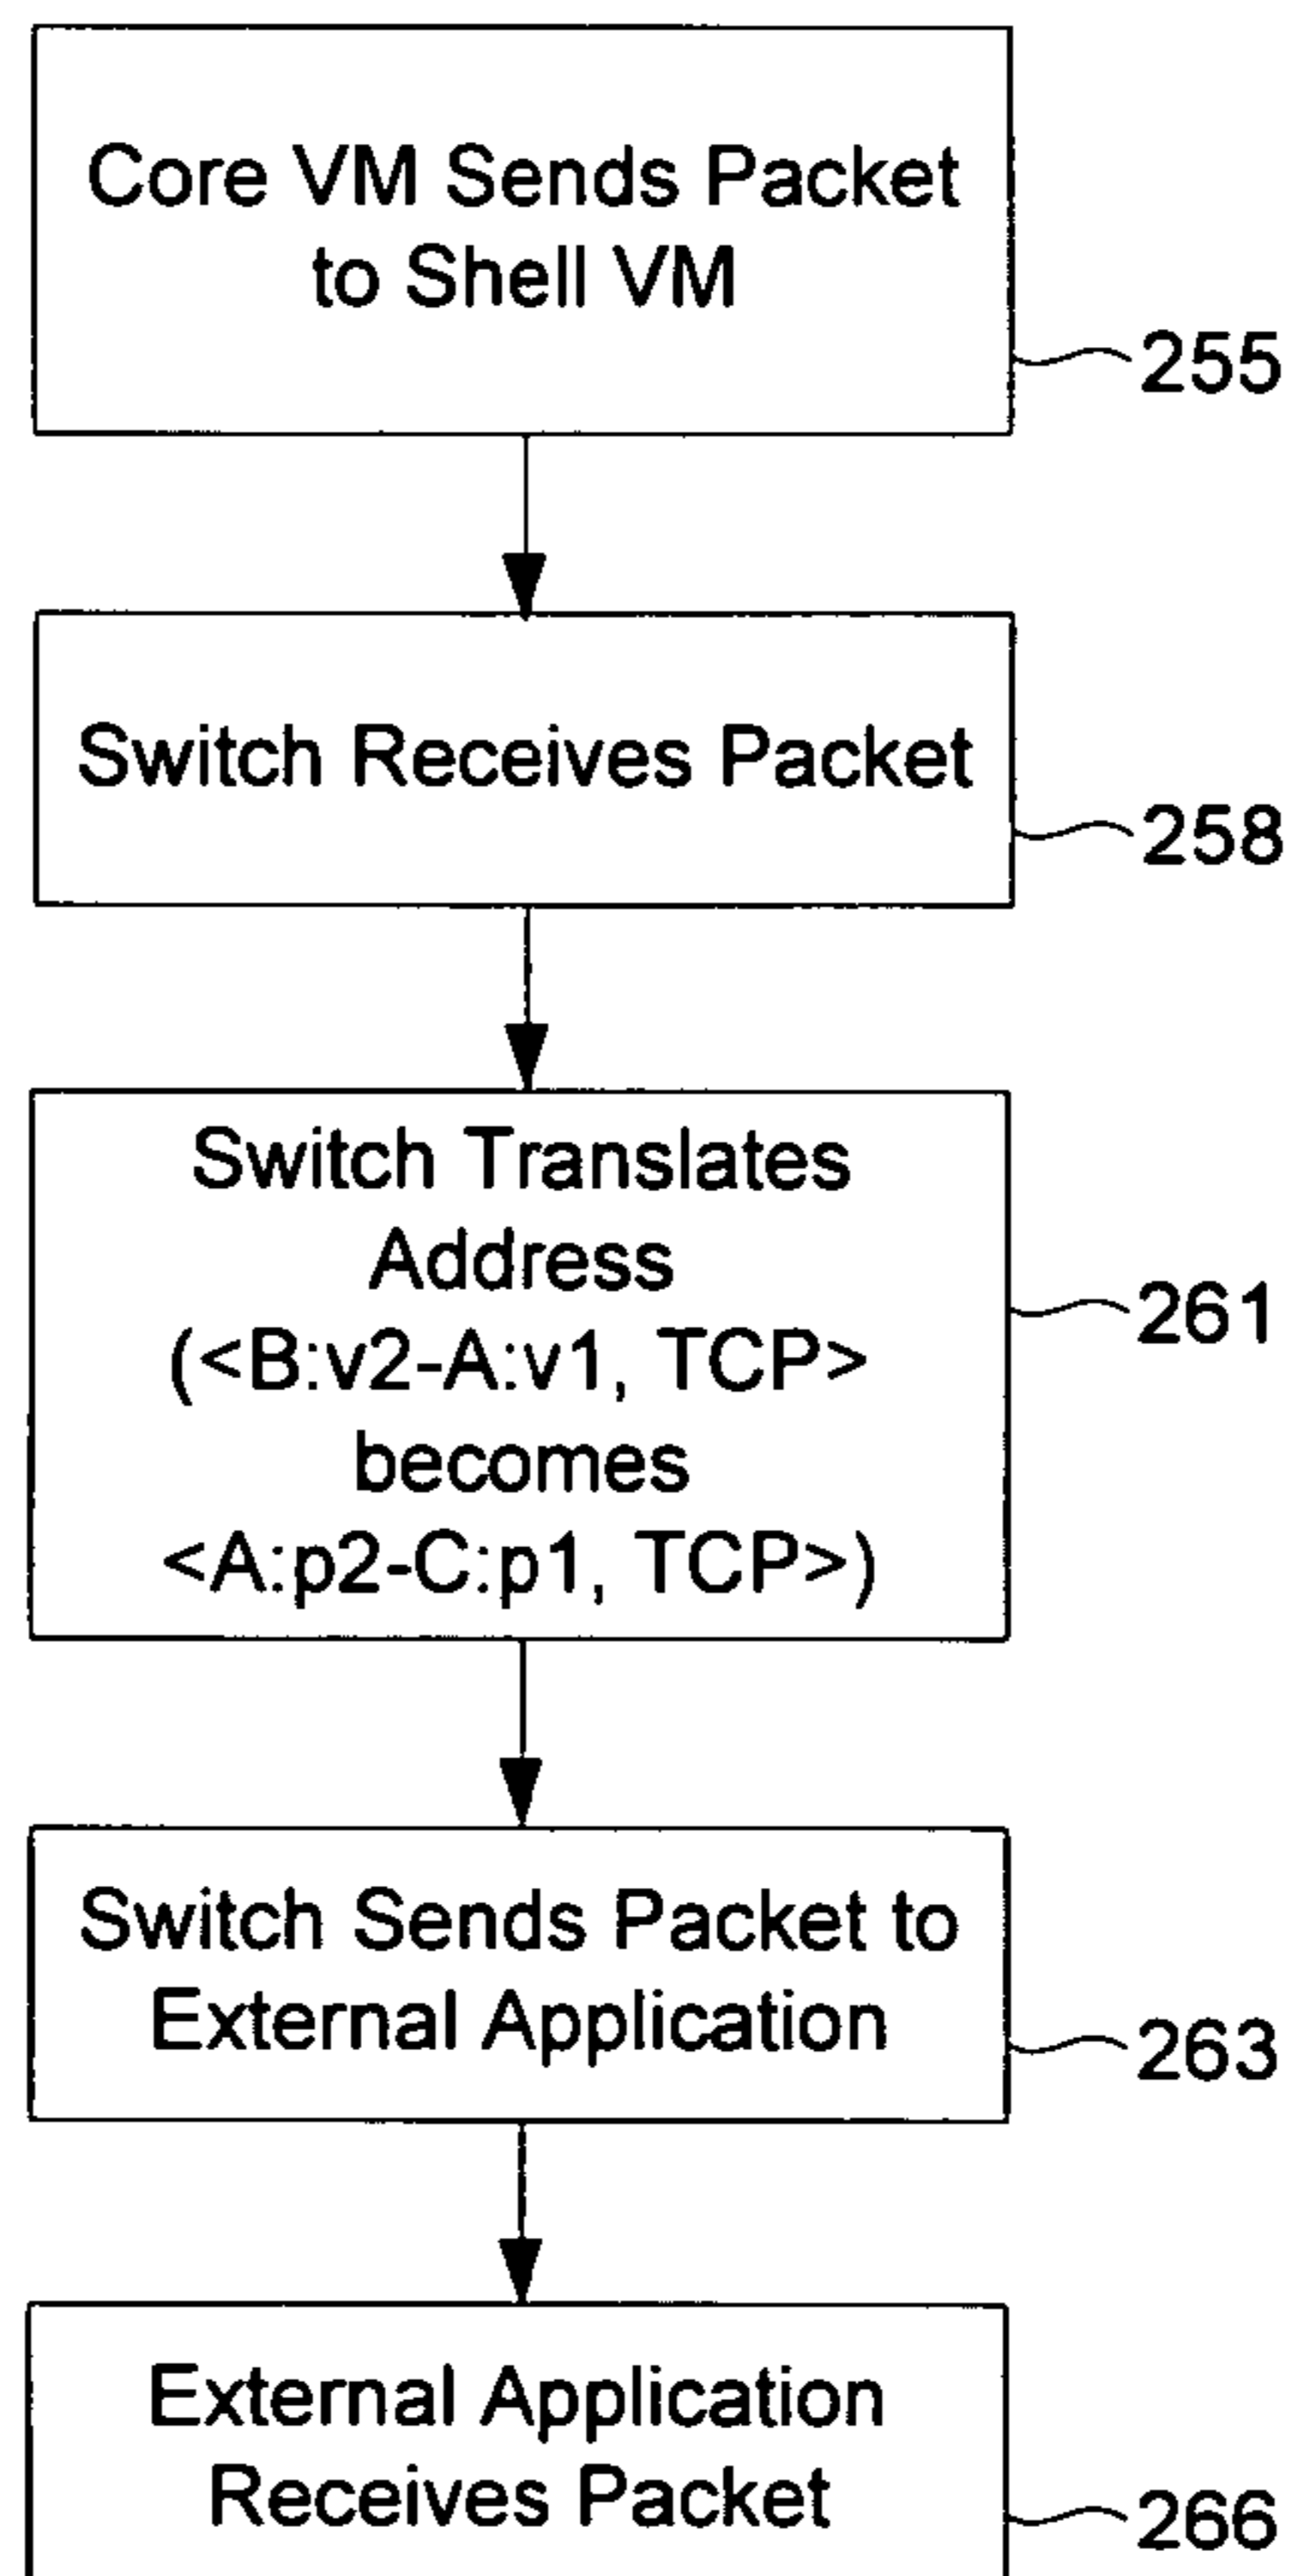 Core VM Sends Packet
to Shell VM
255
Switch Receives Packet
258
Switch Translates
Address
(<B:v2-A:v1, TCP>
becomes
<A:p2-C:p1, TCP>)
261
Switch Sends Packet to
External Application
263
External Application
Receives Packet
266